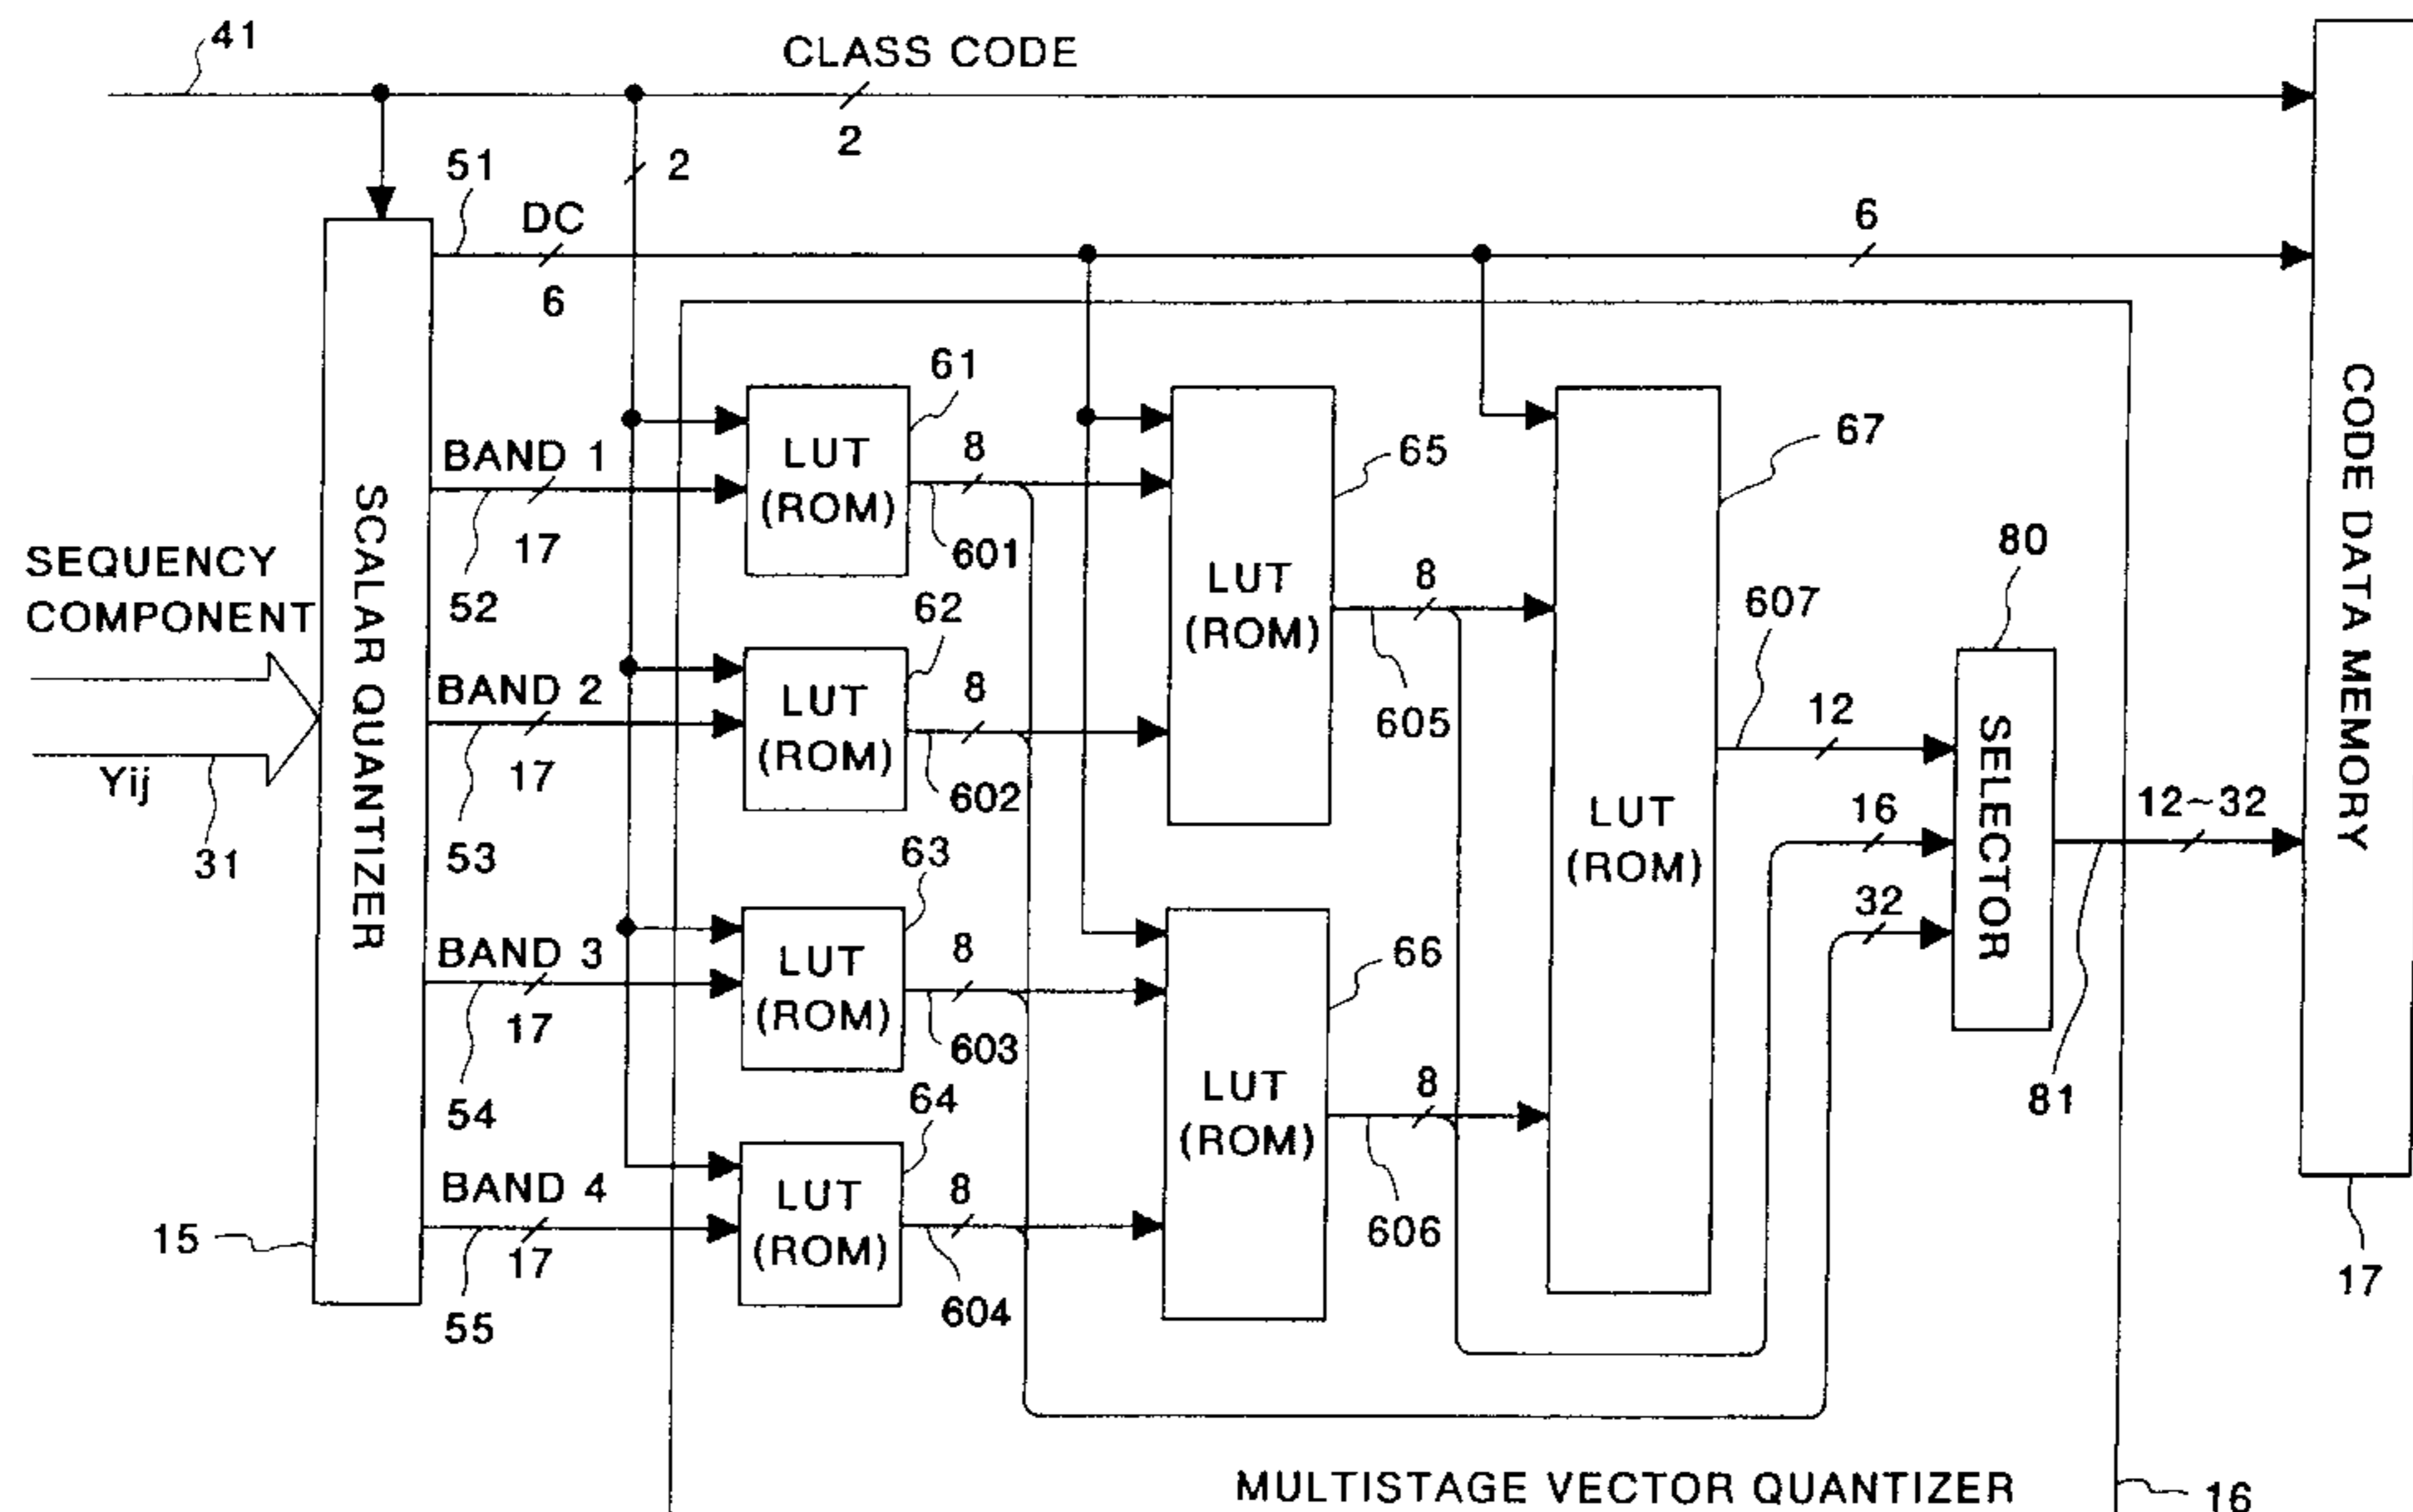 41
CLASS CODE
2
2
51
DC
6
6
61
BAND 1
17
52
LUT
(ROM)
8
601
65
67
SEQUENCY
COMPONENT
Yij
31
SCALAR QUANTIZER
15
BAND 2
17
53
62
LUT
(ROM)
8
602
LUT
(ROM)
8
605
607
12
80
SELECTOR
16
32
12~32
81
CODE DATA MEMORY
17
BAND 3
17
54
63
LUT
(ROM)
8
603
66
LUT
(ROM)
8
606
LUT
(ROM)
BAND 4
17
55
64
LUT
(ROM)
8
604
MULTISTAGE VECTOR QUANTIZER
16